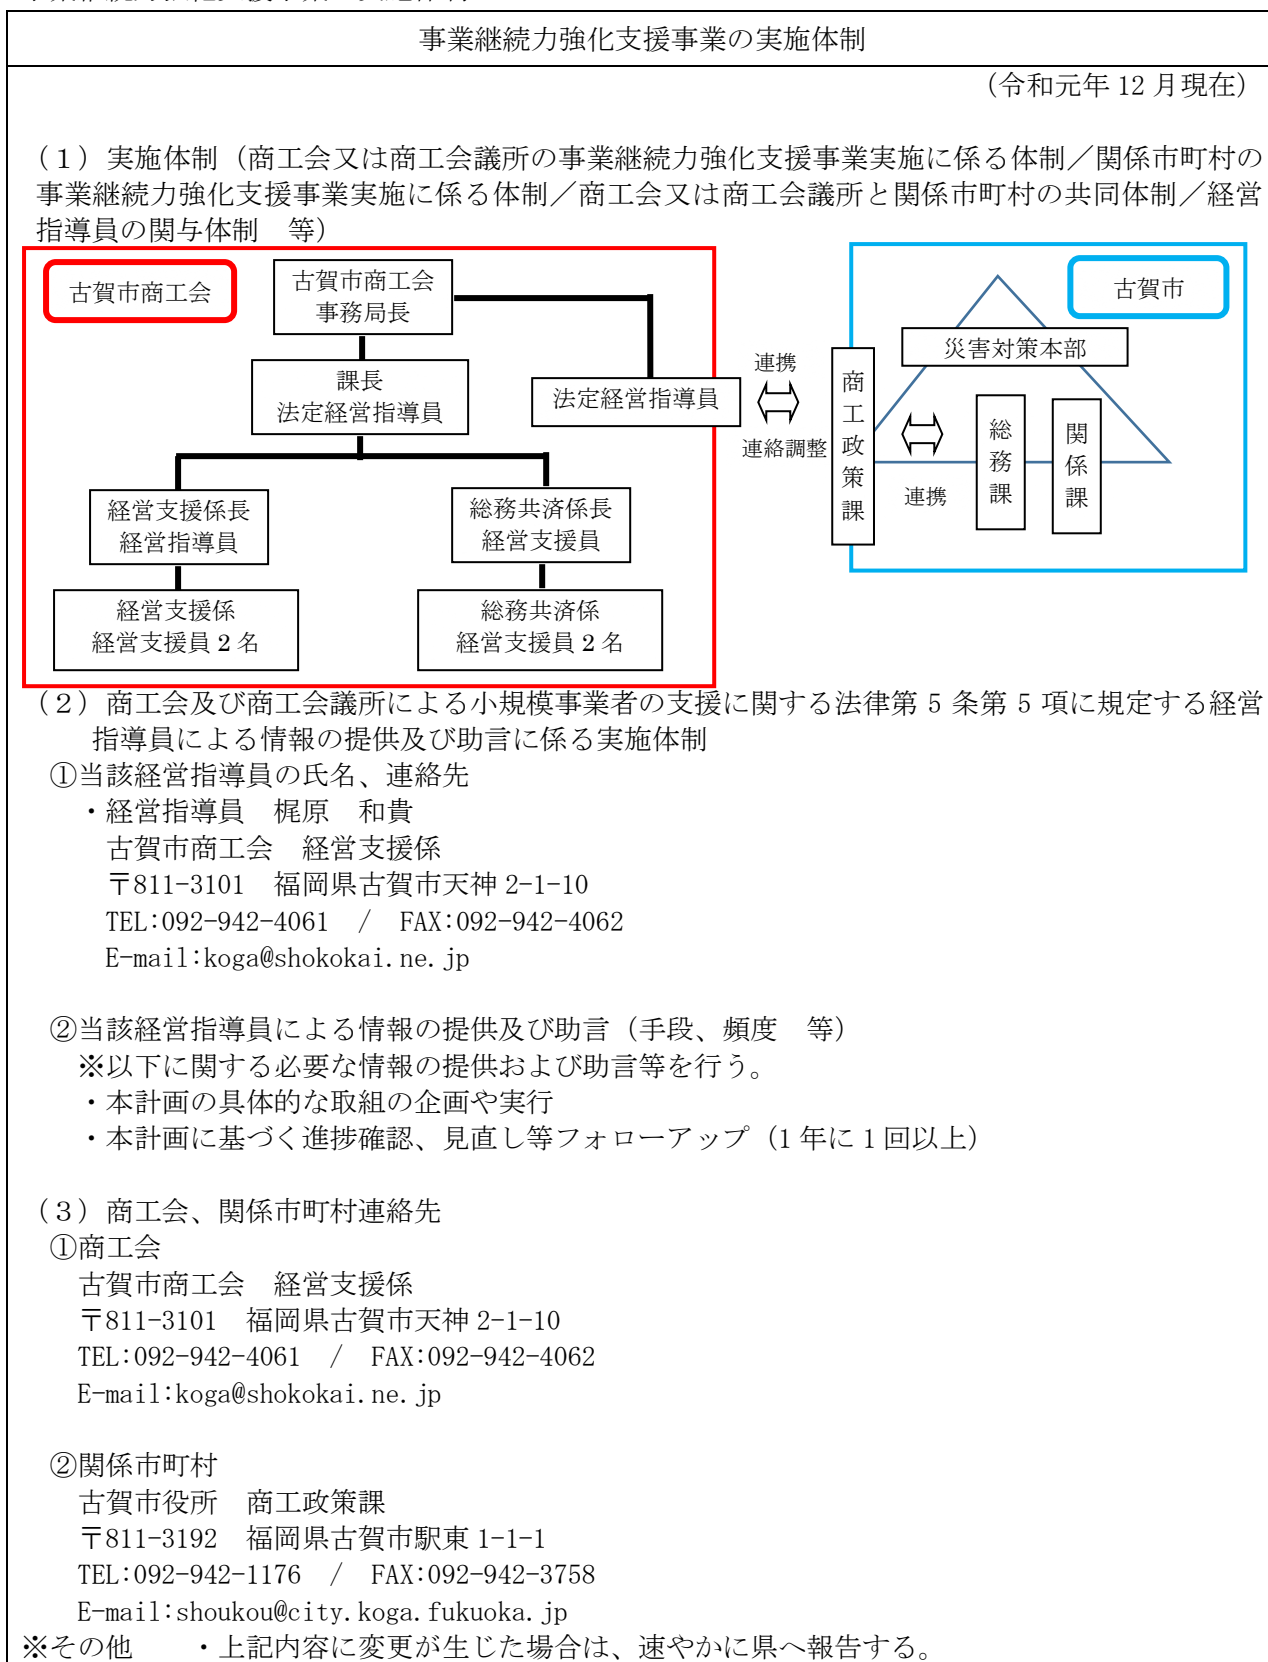 事業継続力強化支援事業の実施体制
（令和元年 12 月現在）
（１）実施体制（商工会又は商工会議所の事業継続力強化支援事業実施に係る体制／関係市町村の
事業継続力強化支援事業実施に係る体制／商工会又は商工会議所と関係市町村の共同体制／経営
指導員の関与体制　等）
古賀市商工会
古賀市商工会
事務局長
課長
法定経営指導員
法定経営指導員
経営支援係長
経営指導員
総務共済係長
経営支援員
経営支援係
経営支援員 2 名
総務共済係
経営支援員 2 名
連携
連絡調整
古賀市
災害対策本部
商工政策課
連携
総務課
関係課
（２）商工会及び商工会議所による小規模事業者の支援に関する法律第 5 条第 5 項に規定する経営
指導員による情報の提供及び助言に係る実施体制
①当該経営指導員の氏名、連絡先
・経営指導員　梶原　和貴
古賀市商工会　経営支援係
〒811-3101　福岡県古賀市天神 2-1-10
TEL:092-942-4061　/　FAX:092-942-4062
E-mail:koga@shokokai.ne.jp
②当該経営指導員による情報の提供及び助言（手段、頻度　等）
※以下に関する必要な情報の提供および助言等を行う。
・本計画の具体的な取組の企画や実行
・本計画に基づく進捗確認、見直し等フォローアップ（1 年に 1 回以上）
（３）商工会、関係市町村連絡先
①商工会
古賀市商工会　経営支援係
〒811-3101　福岡県古賀市天神 2-1-10
TEL:092-942-4061　/　FAX:092-942-4062
E-mail:koga@shokokai.ne.jp
②関係市町村
古賀市役所　商工政策課
〒811-3192　福岡県古賀市駅東 1-1-1
TEL:092-942-1176　/　FAX:092-942-3758
E-mail:shoukou@city.koga.fukuoka.jp
※その他　　・上記内容に変更が生じた場合は、速やかに県へ報告する。